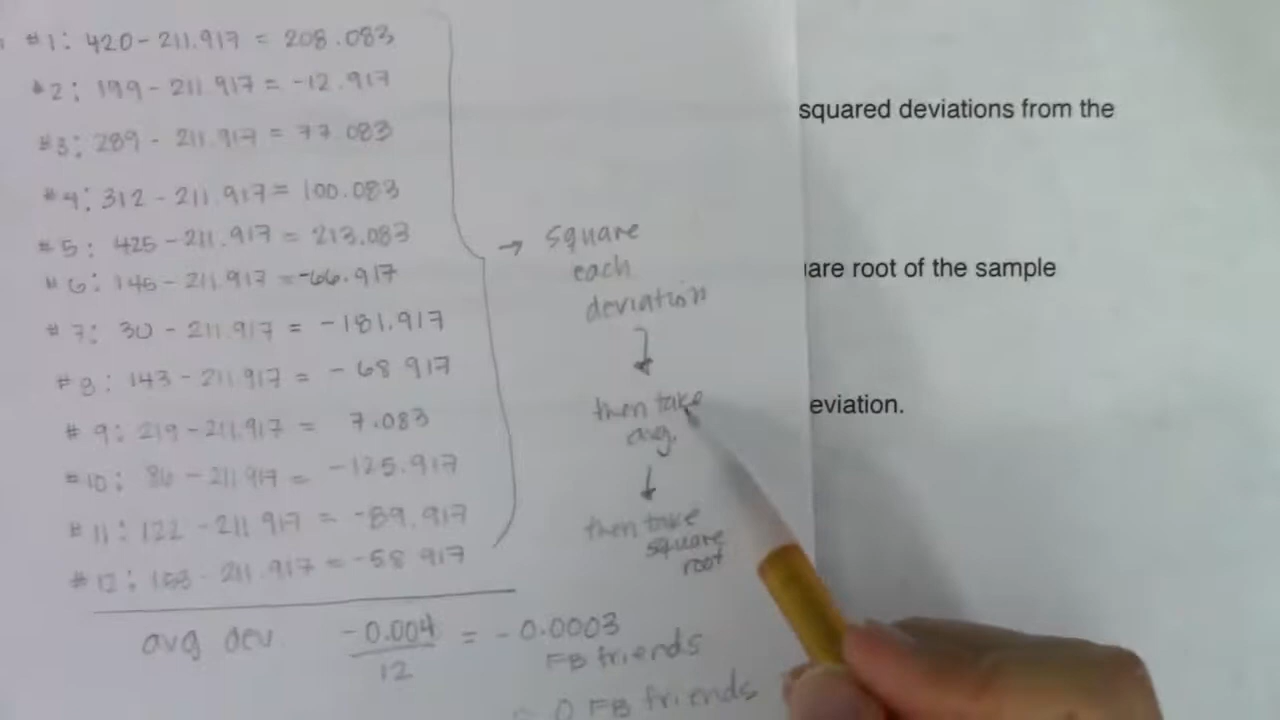 #1: 420 - 211.917 = 208.083
#2: 199 - 211.917 = -12.917
#3: 289 - 211.917 = 77.083
#4: 312 - 211.917 = 100.083
#5: 425 - 211.917 = 213.083
#6: 145 - 211.917 = -66.917
#7: 30 - 211.917 = -181.917
#8: 143 - 211.917 = -68.917
#9: 219 - 211.917 = 7.083
#10: 86 - 211.917 = -125.917
#11: 122 - 211.917 = -89.917
#12: 153 - 211.917 = -58.917
avg dev. -0.004 / 12 = -0.0003
FB friends
0 FB friends
→ square
each
deviation
↓
then take
avg.
↓
then take
square
root
squared deviations from the
are root of the sample
eviation.